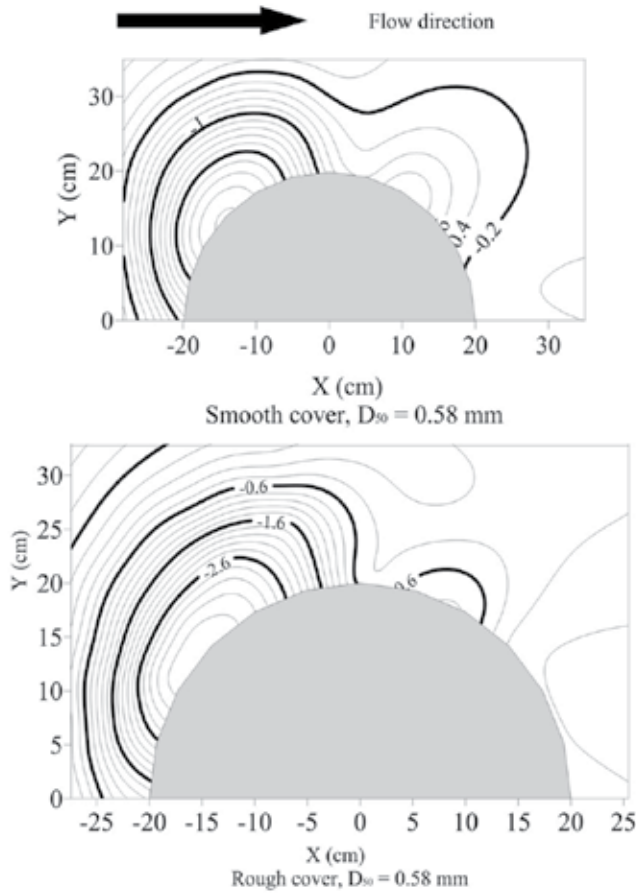 Flow direction
30
20
10
0
Y (cm)
-1
-0.4
-0.2
-20 -10 0 10 20 30
X (cm)
Smooth cover, D₅₀ = 0.58 mm
30
25
20
15
10
5
0
Y (cm)
-0.6
-1.6
-2.6
0.6
-25 -20 -15 -10 -5 0 5 10 15 20 25
X (cm)
Rough cover, D₅₀ = 0.58 mm